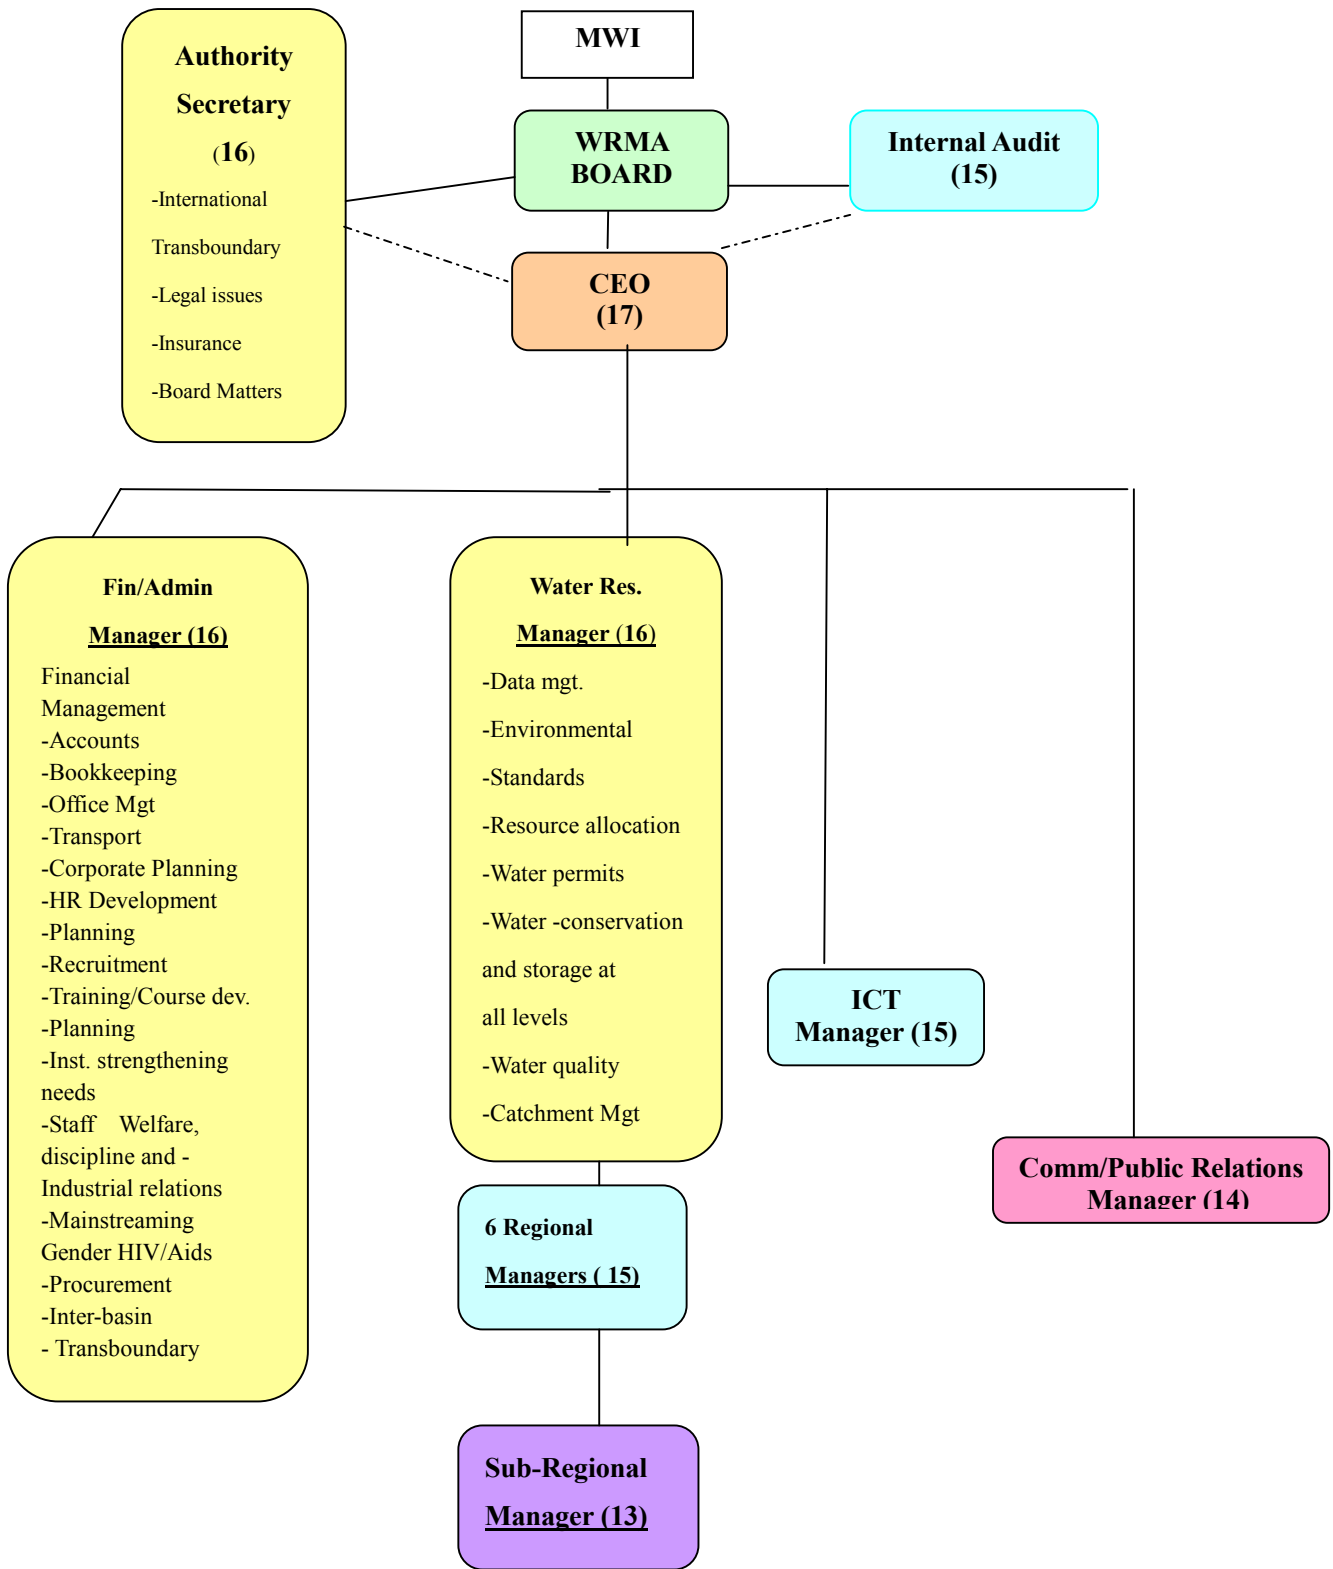 Authority
Secretary
(16)
-International
Transboundary
-Legal issues
-Insurance
-Board Matters
MWI
WRMA
BOARD
Internal Audit
(15)
CEO
(17)
Fin/Admin
Manager (16)
Financial
Management
-Accounts
-Bookkeeping
-Office Mgt
-Transport
-Corporate Planning
-HR Development
-Planning
-Recruitment
-Training/Course dev.
-Planning
-Inst. strengthening
needs
-Staff Welfare,
discipline and -
Industrial relations
-Mainstreaming
Gender HIV/Aids
-Procurement
-Inter-basin
- Transboundary
Water Res.
Manager (16)
-Data mgt.
-Environmental
-Standards
-Resource allocation
-Water permits
-Water -conservation
and storage at
all levels
-Water quality
-Catchment Mgt
6 Regional
Managers ( 15)
Sub-Regional
Manager (13)
ICT
Manager (15)
Comm/Public Relations
Manager (14)